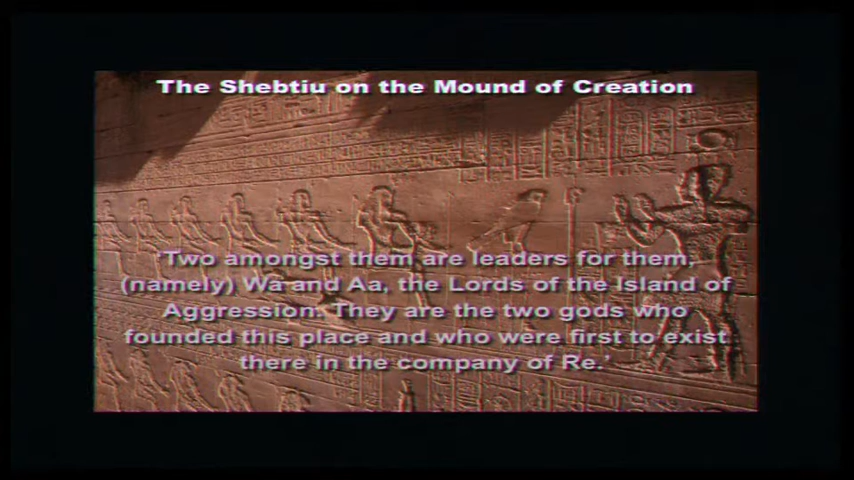 The Shebtiu on the Mound of Creation
'Two amongst them are leaders for them,
(namely) Wa and Aa, the Lords of the Island of
Aggression. They are the two gods who
founded this place and who were first to exist
there in the company of Re.'